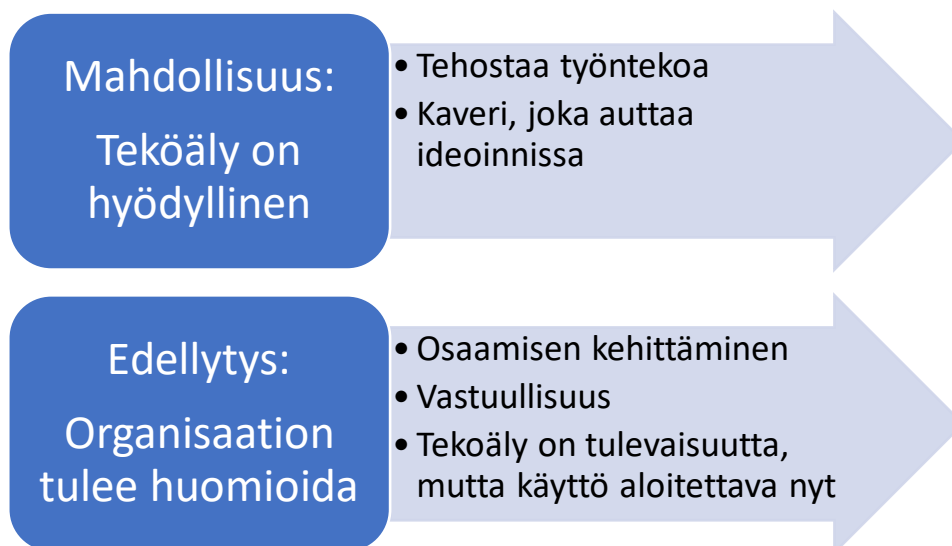 Mahdollisuus:
Teköäly on
hyödyllinen
• Tehostaa työntekoa
• Kaveri, joka auttaa
ideoinnissa
Edellytys:
Organisaation
tulee huomioida
• Osaamisen kehittäminen
• Vastuullisuus
• Tekoäly on tulevaisuutta,
mutta käyttö aloitettava nyt